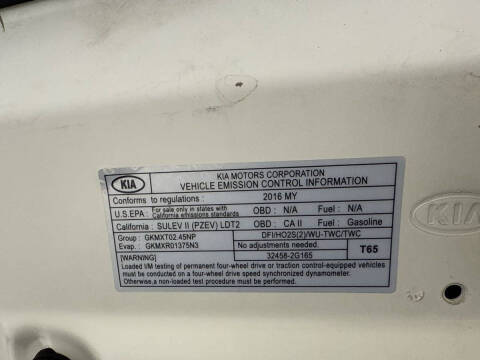 KIA
KIA MOTORS CORPORATION
VEHICLE EMISSION CONTROL INFORMATION
Conforms to regulations : 2016 MY
U.S.EPA : For sale only in states with California emissions standards OBD : N/A Fuel : N/A
California : SULEV II (PZEV) LDT2 OBD : CA II Fuel : Gasoline
Group : GKMXT02.45NP DFI/HO2S(2)/WU-TWC/TWC
Evap. : GKMXR01375N3 No adjustments needed. T65
32458-2G165
[WARNING]
Loaded I/M testing of permanent four-wheel drive or traction control-equipped vehicles
must be conducted on a four-wheel drive speed synchronized dynamometer.
Otherwise,a non-loaded test procedure must be conducted.
KIA